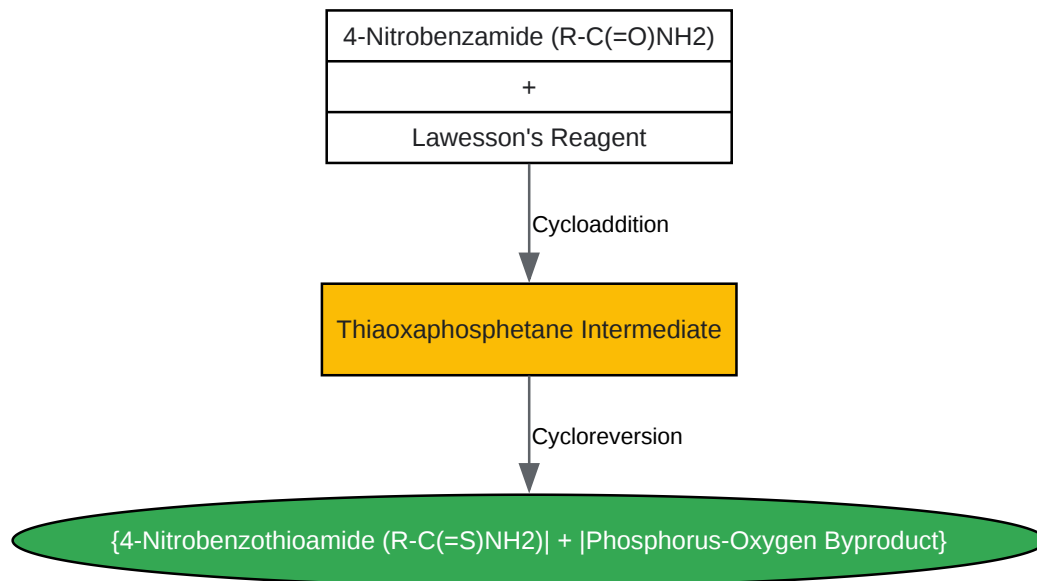 4-Nitrobenzamide (R-C(=O)NH2)
+
Lawesson's Reagent
Cycloaddition
Thiaoxaphosphetane Intermediate
Cycloreversion
{4-Nitrobenzothioamide (R-C(=S)NH2)| + |Phosphorus-Oxygen Byproduct}